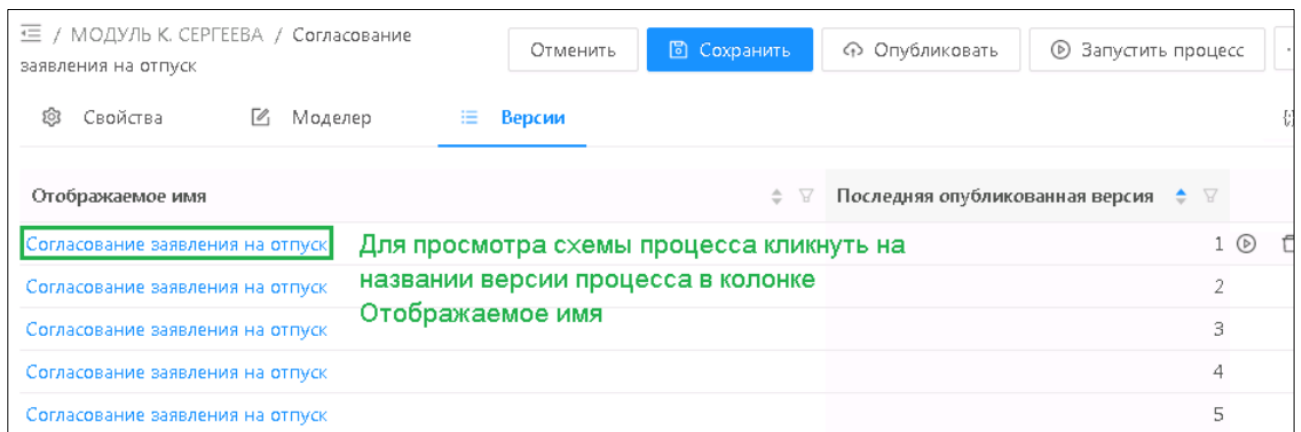 / МОДУЛЬ К. СЕРГЕЕВА / Согласование
заявления на отпуск
Отменить Сохранить Опубликовать Запустить процесс
Свойства Моделер Версии
Отображаемое имя Последняя опубликованная версия
Согласование заявления на отпуск Для просмотра схемы процесса кликнуть на 1
Согласование заявления на отпуск названии версии процесса в колонке 2
Согласование заявления на отпуск Отображаемое имя 3
Согласование заявления на отпуск 4
Согласование заявления на отпуск 5